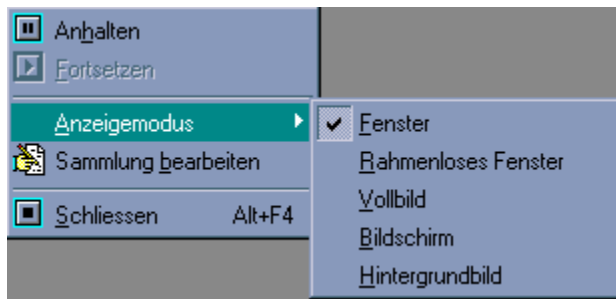 Anhalten
Fortsetzen
Anzeigemodus
Sammlung bearbeiten
Schliessen Alt+F4
Fenster
Rahmenloses Fenster
Vollbild
Bildschirm
Hintergrundbild